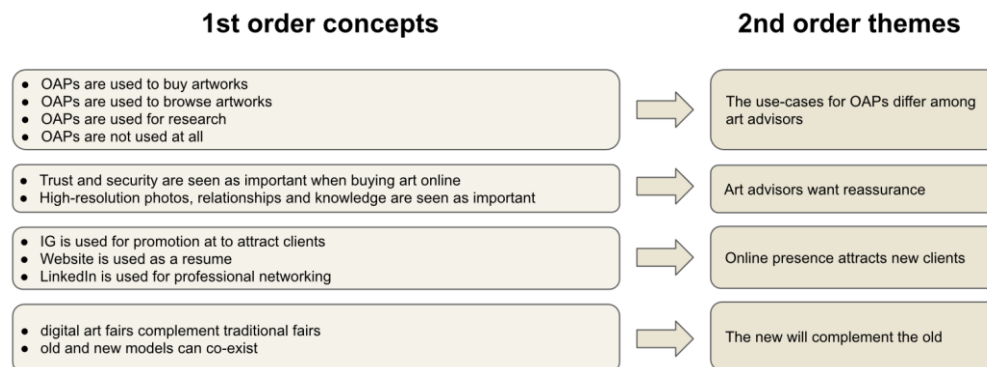 1st order concepts
2nd order themes
● OAPs are used to buy artworks
● OAPs are used to browse artworks
● OAPs are used for research
● OAPs are not used at all
The use-cases for OAPs differ among
art advisors
● Trust and security are seen as important when buying art online
● High-resolution photos, relationships and knowledge are seen as important
Art advisors want reassurance
● IG is used for promotion at to attract clients
● Website is used as a resume
● LinkedIn is used for professional networking
Online presence attracts new clients
● digital art fairs complement traditional fairs
● old and new models can co-exist
The new will complement the old